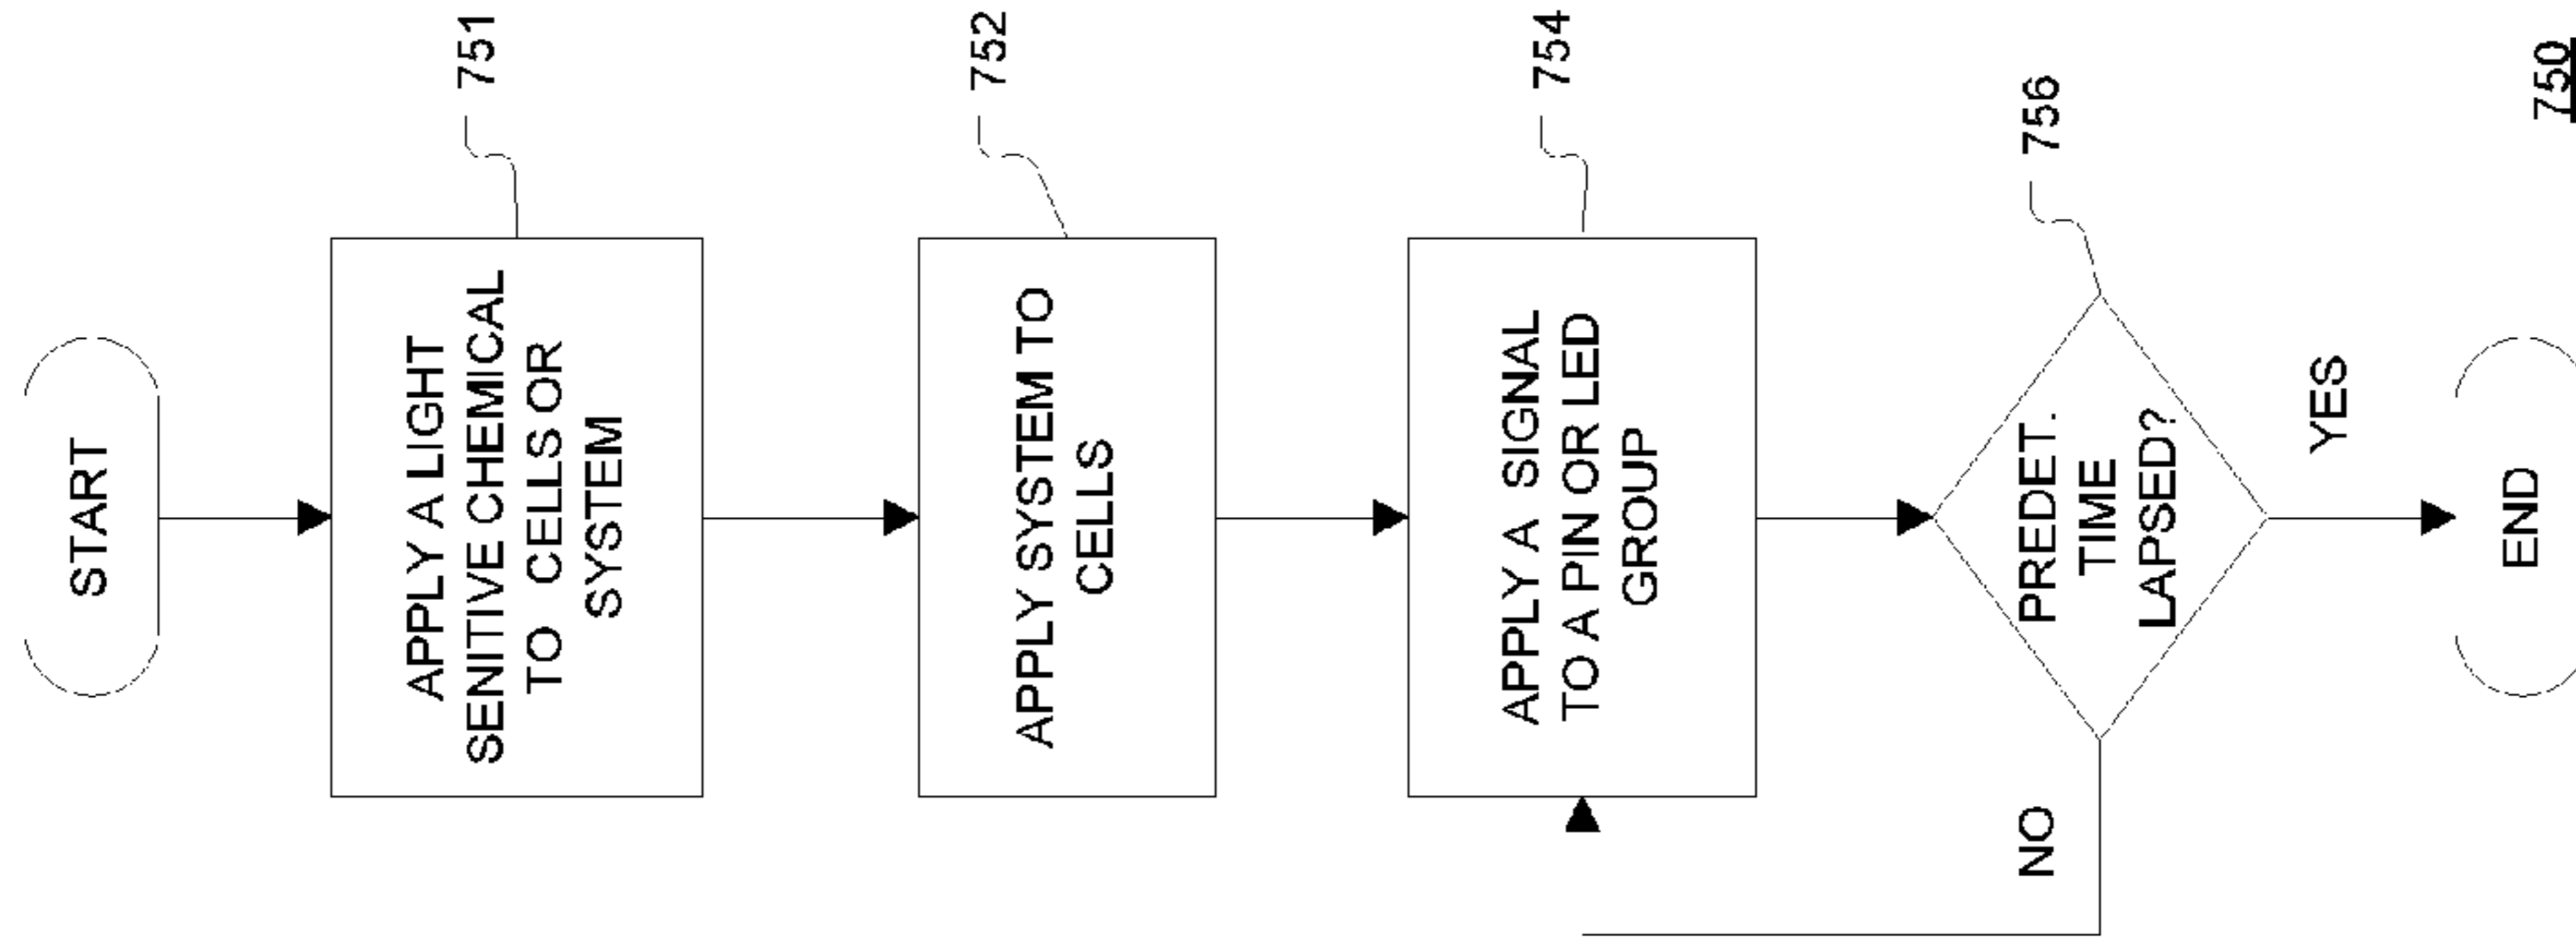 START
APPLY A LIGHT
SENITIVE CHEMICAL
TO CELLS OR
SYSTEM
751
APPLY SYSTEM TO
CELLS
752
APPLY A SIGNAL
TO A PIN OR LED
GROUP
754
PREDET.
TIME
LAPSED?
756
NO
YES
END
750